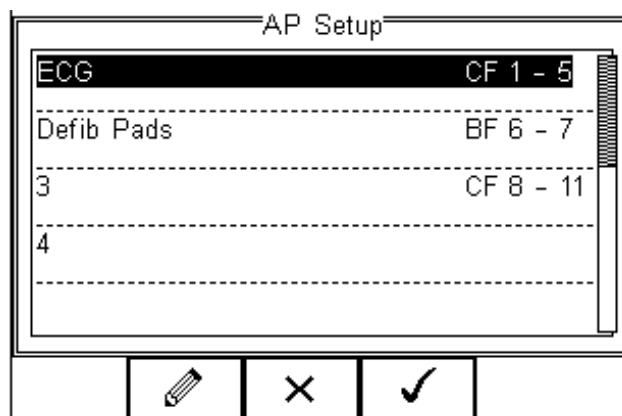 AP Setup
ECG CF 1 - 5
Defib Pads BF 6 - 7
3 CF 8 - 11
4